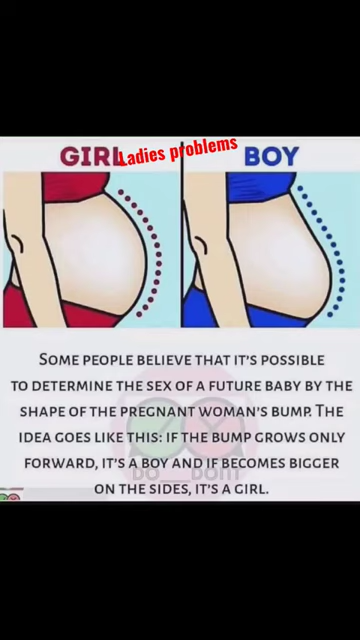 GIRL
Ladies problems
BOY
SOME PEOPLE BELIEVE THAT IT'S POSSIBLE
TO DETERMINE THE SEX OF A FUTURE BABY BY THE
SHAPE OF THE PREGNANT WOMAN'S BUMP. THE
IDEA GOES LIKE THIS: IF THE BUMP GROWS ONLY
FORWARD, IT'S A BOY AND IF BECOMES BIGGER
ON THE SIDES, IT'S A GIRL.